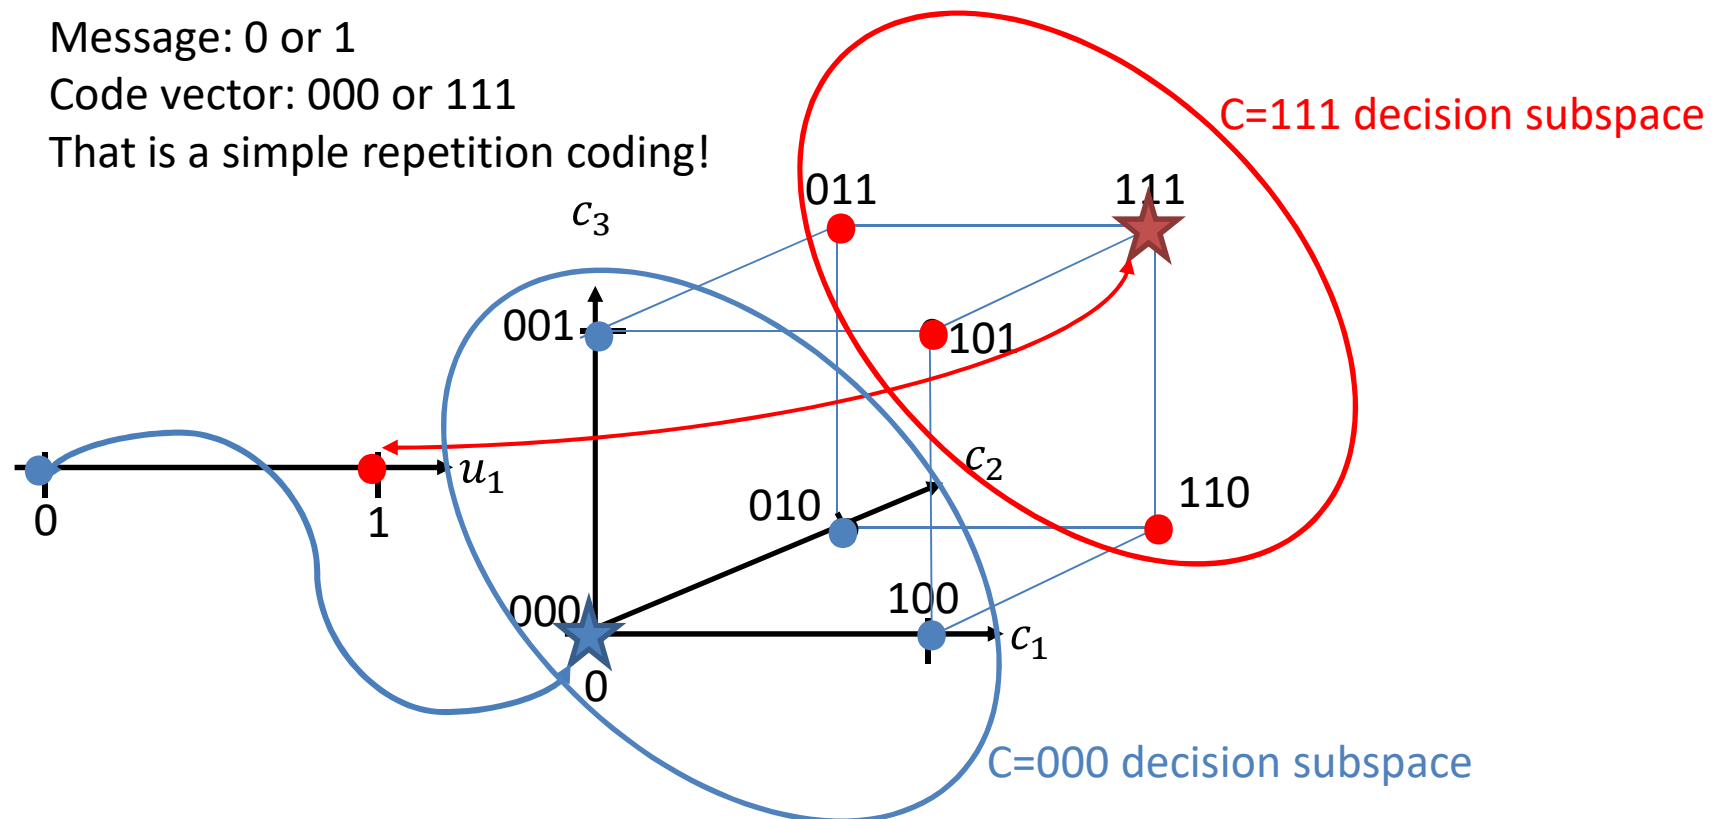 Message: 0 or 1
Code vector: 000 or 111
That is a simple repetition coding!
C=111 decision subspace
011
111
c₃
001
101
c₂
u₁
010
110
0
1
000
100
c₁
0
C=000 decision subspace